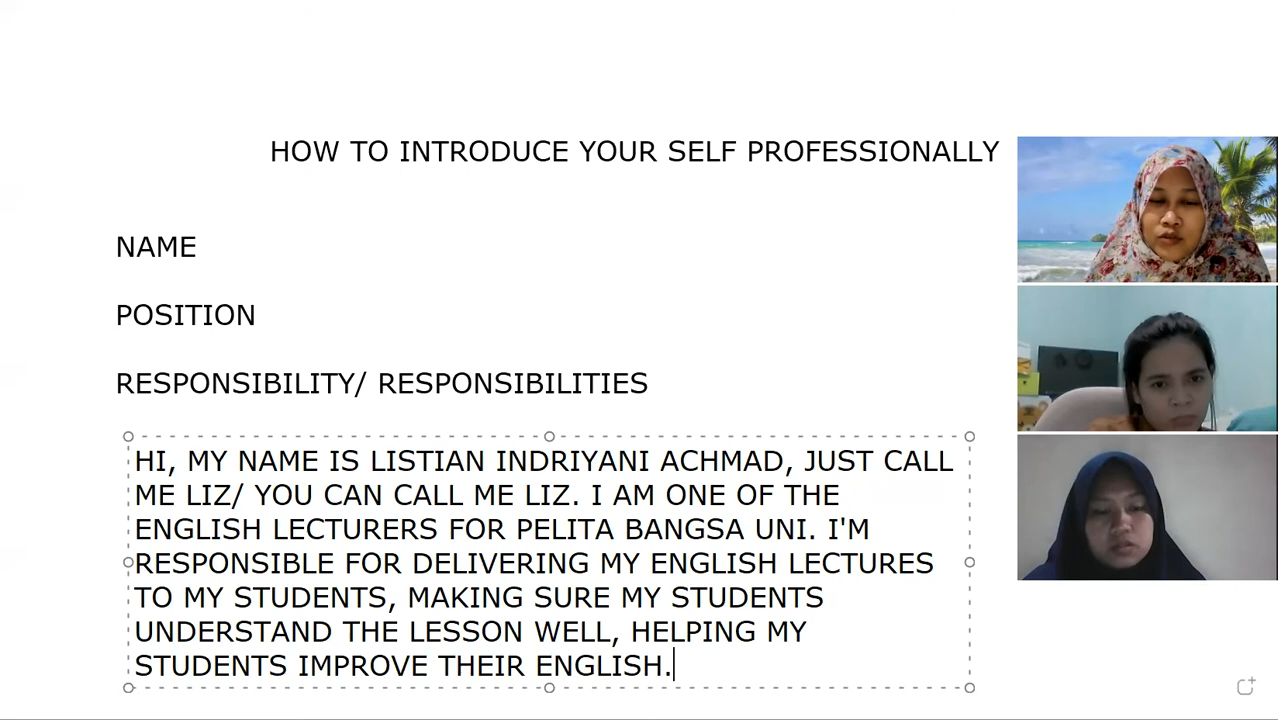 HOW TO INTRODUCE YOUR SELF PROFESSIONALLY
NAME
POSITION
RESPONSIBILITY/ RESPONSIBILITIES
HI, MY NAME IS LISTIAN INDRIYANI ACHMAD, JUST CALL
ME LIZ/ YOU CAN CALL ME LIZ. I AM ONE OF THE
ENGLISH LECTURERS FOR PELITA BANGSA UNI. I'M
RESPONSIBLE FOR DELIVERING MY ENGLISH LECTURES
TO MY STUDENTS, MAKING SURE MY STUDENTS
UNDERSTAND THE LESSON WELL, HELPING MY
STUDENTS IMPROVE THEIR ENGLISH.